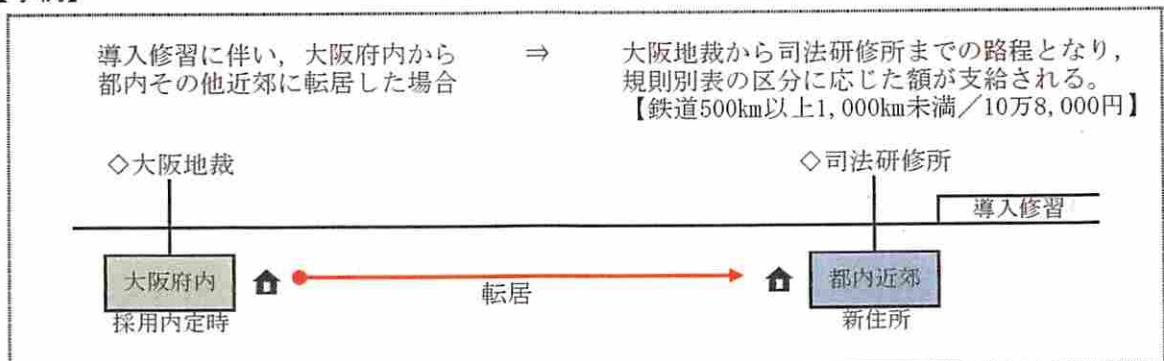 導入修習に伴い，大阪府内から
都内その他近郊に転居した場合
⇒
大阪地裁から司法研修所までの路程となり，
規則別表の区分に応じた額が支給される。
【鉄道500km以上1,000km未満／10万8,000円】
◇大阪地裁
◇司法研修所
導入修習
大阪府内
転居
都内近郊
採用内定時
新住所